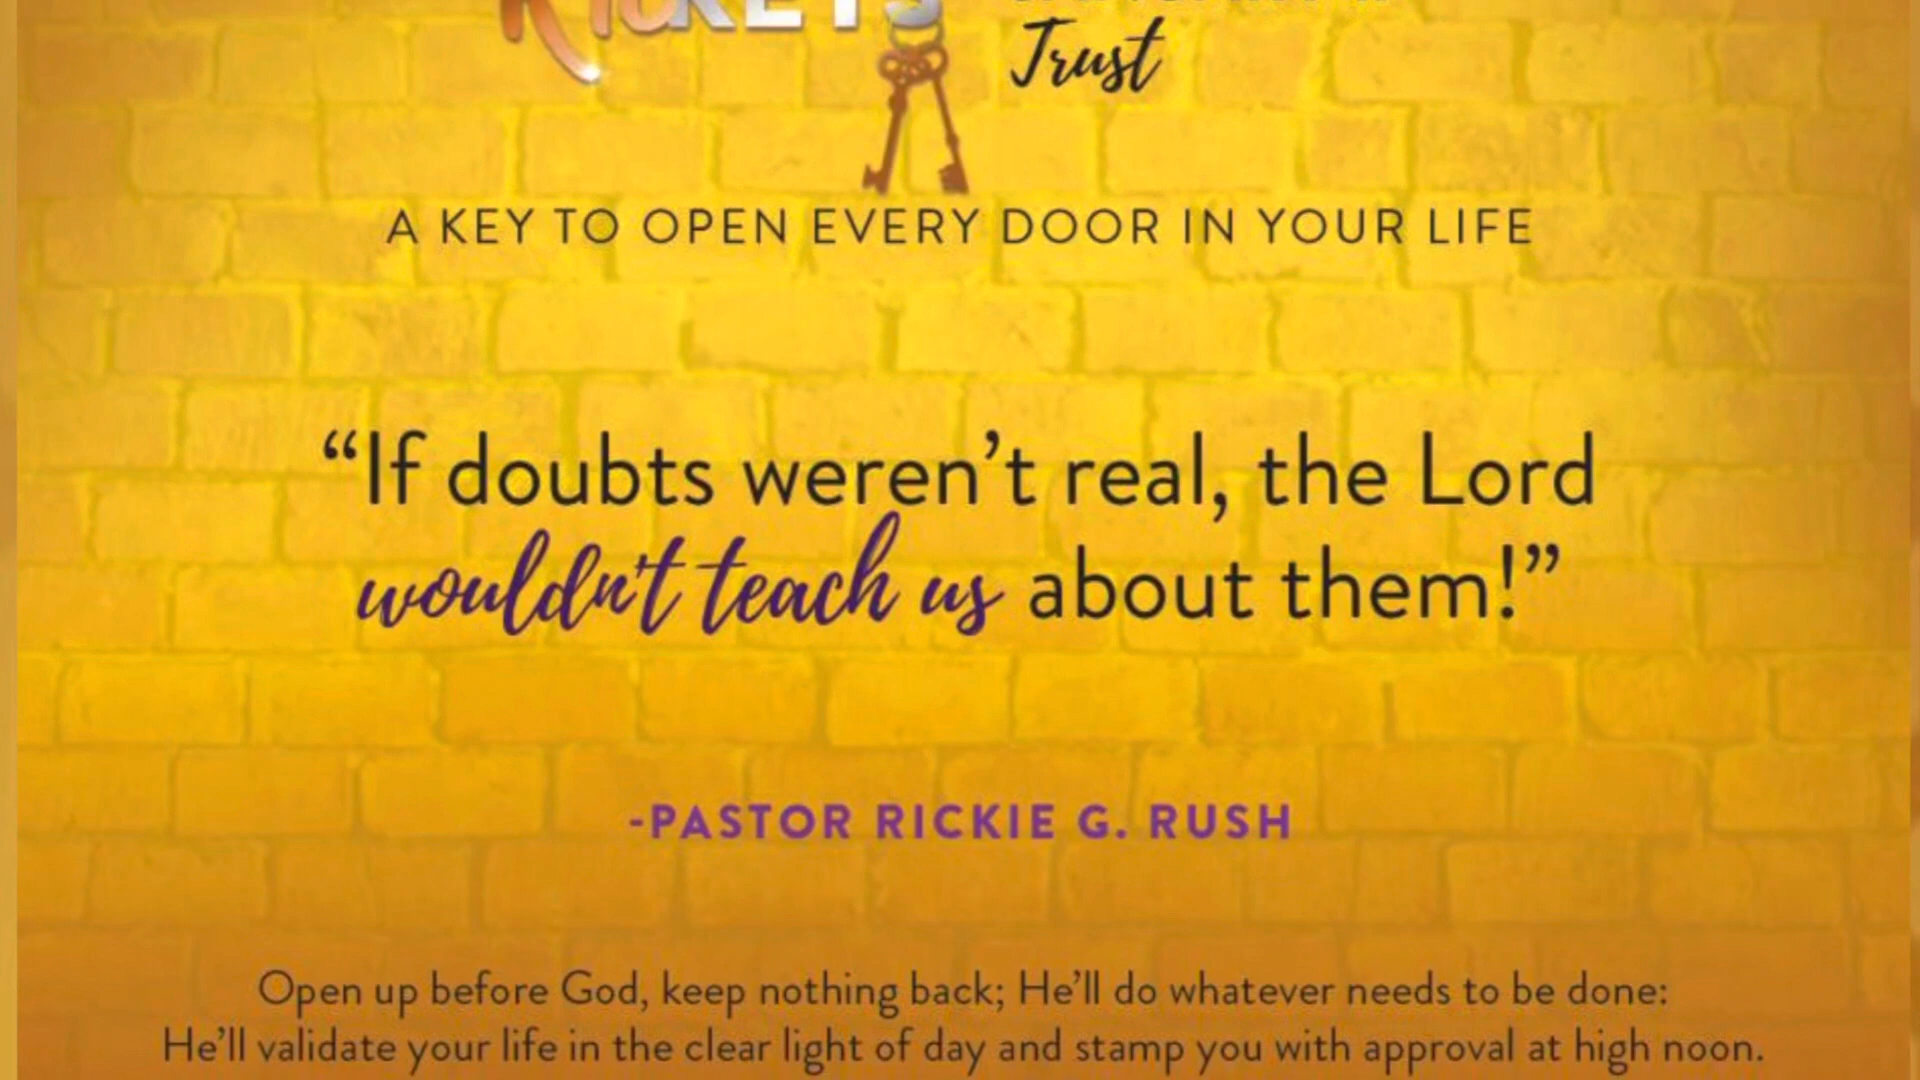 RicKEYS
Trust
A KEY TO OPEN EVERY DOOR IN YOUR LIFE
“If doubts weren’t real, the Lord
wouldn’t teach us about them!”
-PASTOR RICKIE G. RUSH
Open up before God, keep nothing back; He’ll do whatever needs to be done:
He’ll validate your life in the clear light of day and stamp you with approval at high noon.